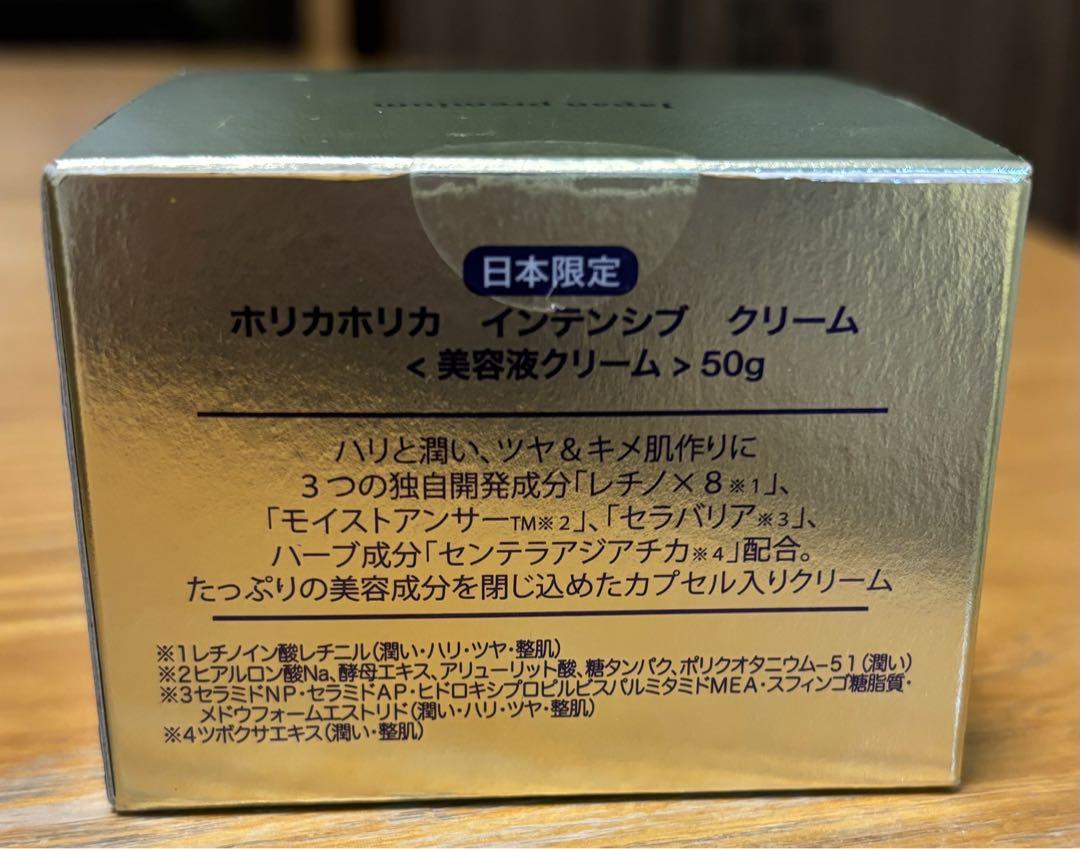 Japan premium
日本限定
ホリカホリカ　インテンシブ　クリーム
＜美容液クリーム＞50g
ハリと潤い、ツヤ＆キメ肌作りに
３つの独自開発成分「レチノ×８※１」、
「モイストアンサーTM※２」、「セラバリア※３」、
ハーブ成分「センテラアジアチカ※４」配合。
たっぷりの美容成分を閉じ込めたカプセル入りクリーム
※１レチノイン酸レチニル（潤い・ハリ・ツヤ・整肌）
※２ヒアルロン酸Na、酵母エキス、アリューリット酸、糖タンパク、ポリクオタニウム−５１（潤い）
※３セラミドNP・セラミドAP・ヒドロキシプロピルビスパルミタミドMEA・スフィンゴ糖脂質・
メドウフォームエストリド（潤い・ハリ・ツヤ・整肌）
※４ツボクサエキス（潤い・整肌）